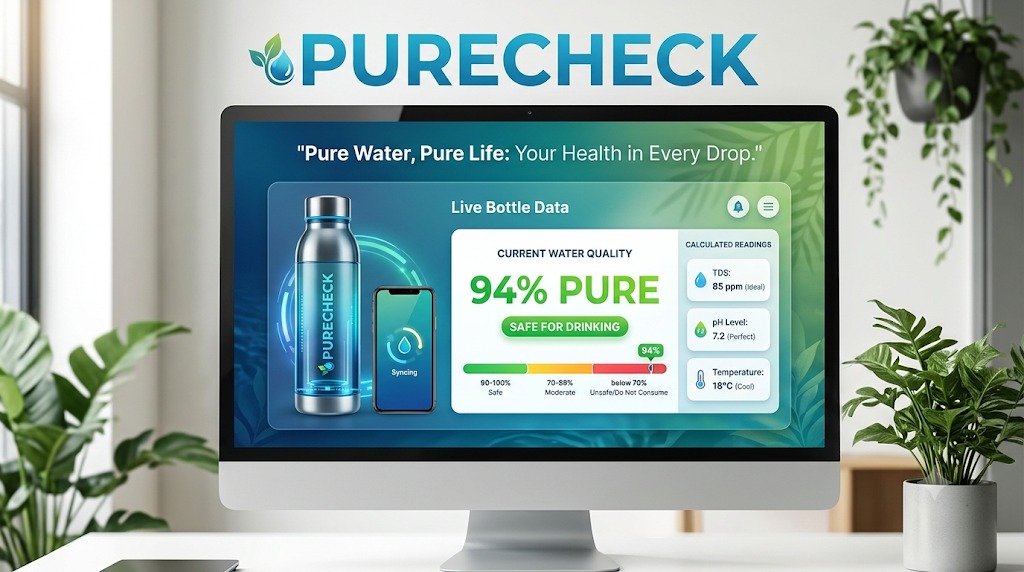 PURECHECK
"Pure Water, Pure Life: Your Health in Every Drop."
Live Bottle Data
PURECHECK
Syncing
CURRENT WATER QUALITY
94% PURE
SAFE FOR DRINKING
94%
90-100%
Safe
70-88%
Moderate
below 70%
Unsafe/Do Not Consume
CALCULATED READINGS
TDS:
85 ppm (Ideal)
pH Level:
7.2 (Perfect)
Temperature:
18°C (Cool)